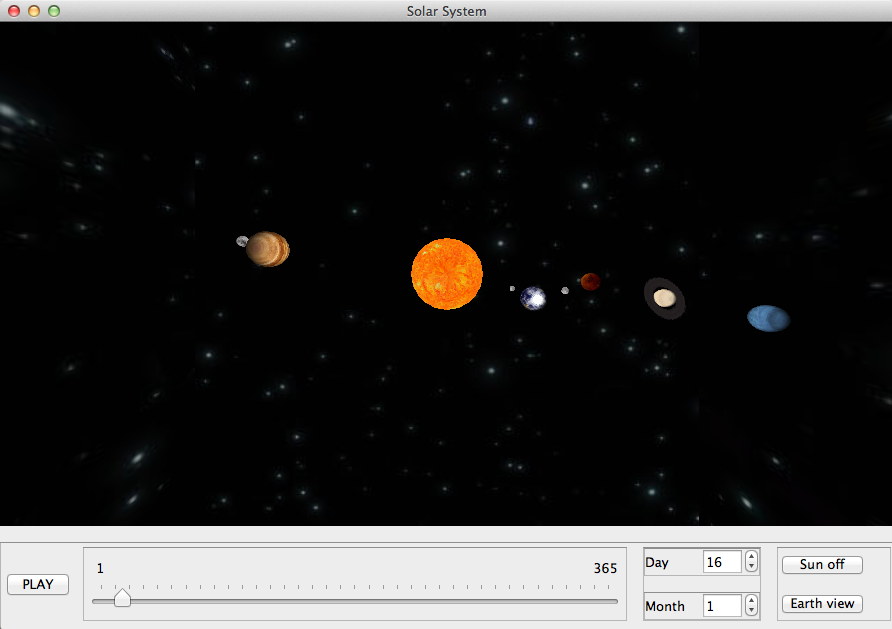 Solar System
1
365
PLAY
Day
16
Month
1
Sun off
Earth view